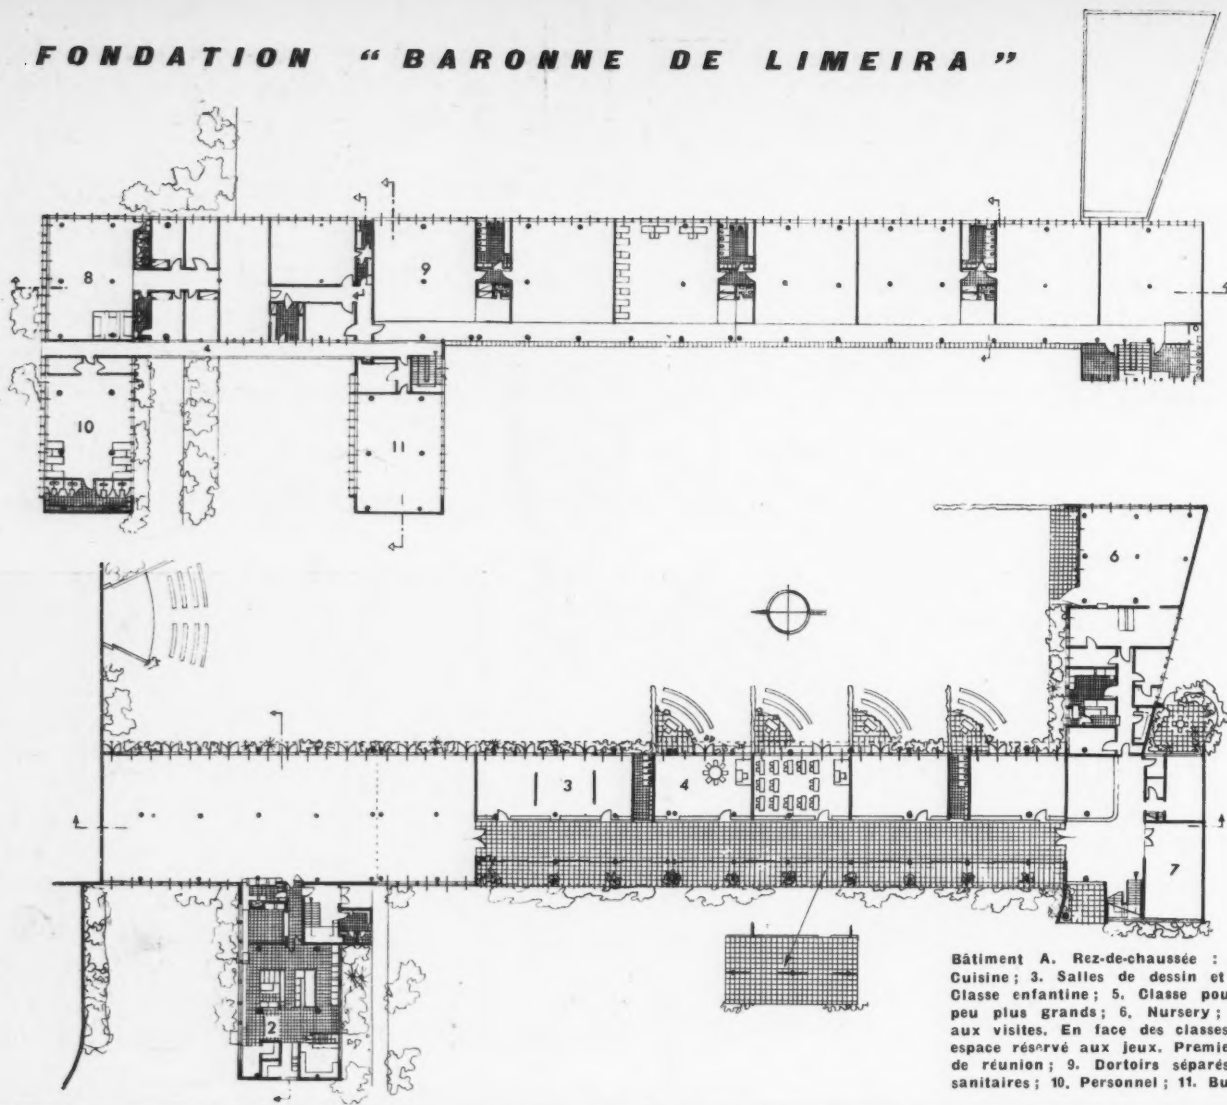 FONDATION “BARONNE DE LIMEIRA”
8
9
4
10
11
6
3
4
7
2
Bâtiment A. Rez-de-chaussée :
Cuisine ; 3. Salles de dessin et
Classe enfantine ; 5. Classe pou
peu plus grands ; 6. Nursery ;
aux visites. En face des classes
espace réservé aux jeux. Premie
de réunion ; 9. Dortoirs séparés
sanitaires ; 10. Personnel ; 11. Bu